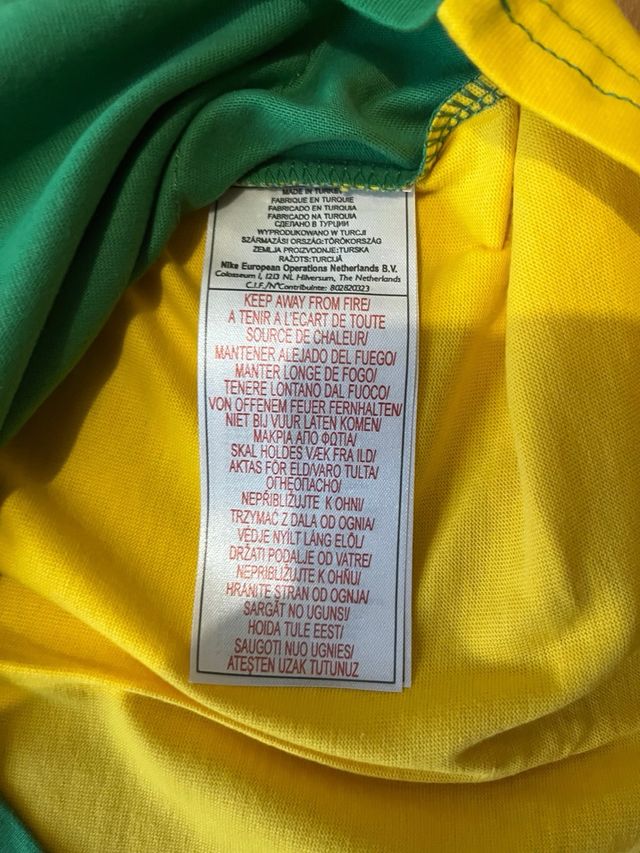 MADE IN TURKEY
FABRIQUE EN TURQUIE
FABRICADO EN TURQUIA
FABRICADO NA TURQUIA
СДЕЛАНО В ТУРЦИИ
WYPRODUKOWANO W TURCJI
SZÁRMAZÁSI ORSZÁG:TÖRÖKORSZÁG
ZEMLJA PROIZVODNJE:TURSKA
RAŽOTS:TURCIJĀ
Nike European Operations Netherlands B.V.
Colosseum 1, 1213 NL Hilversum, The Netherlands
C.I.F./N°Contribuinte: 802820323
KEEP AWAY FROM FIRE/
A TENIR A L'ECART DE TOUTE
SOURCE DE CHALEUR/
MANTENER ALEJADO DEL FUEGO/
MANTER LONGE DE FOGO/
TENERE LONTANO DAL FUOCO/
VON OFFENEM FEUER FERNHALTEN/
NIET BIJ VUUR LATEN KOMEN/
ΜΑΚΡΙΑ ΑΠΟ ΦΩΤΙΑ/
SKAL HOLDES VÆK FRA ILD/
AKTAS FÖR ELD/VARO TULTA/
ОГНЕОПАСНО/
NEPŘIBLIŽUJTE K OHNI/
TRZYMAĆ Z DALA OD OGNIA/
VÉDJE NYÍLT LÁNG ELŐL/
DRŽATI PODALJE OD VATRE/
NEPRIBLIŽUJTE K OHŇU/
HRANITE STRAN OD OGNJA/
SARGĀT NO UGUNS/
HOIDA TULE EEST/
SAUGOTI NUO UGNIES/
ATEŞTEN UZAK TUTUNUZ